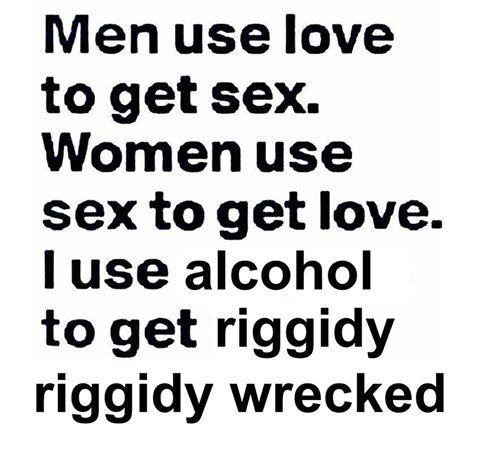 Men use love
to get sex.
Women use
sex to get love.
I use alcohol
to get riggidy
riggidy wrecked